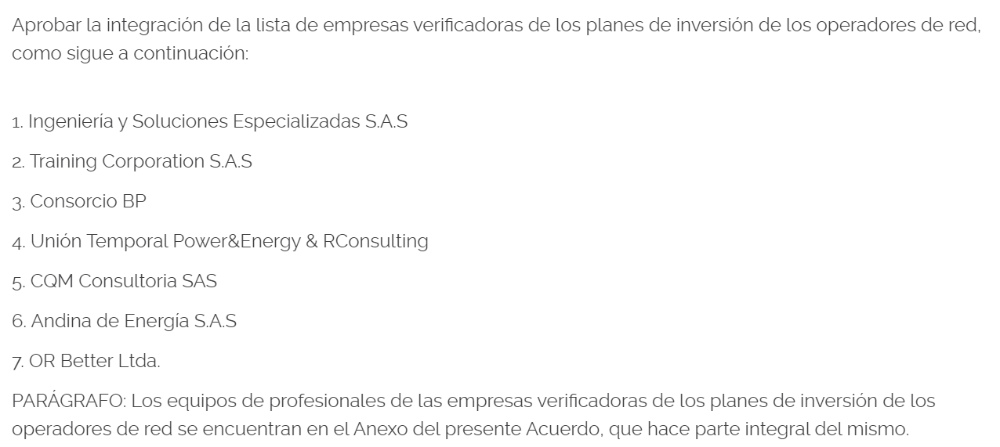 Aprobar la integración de la lista de empresas verificadoras de los planes de inversión de los operadores de red,
como sigue a continuación:
1. Ingeniería y Soluciones Especializadas S.A.S
2. Training Corporation S.A.S
3. Consorcio BP
4. Unión Temporal Power&Energy & RConsulting
5. CQM Consultoria SAS
6. Andina de Energía S.A.S
7. OR Better Ltda.
PARÁGRAFO: Los equipos de profesionales de las empresas verificadoras de los planes de inversión de los
operadores de red se encuentran en el Anexo del presente Acuerdo, que hace parte integral del mismo.